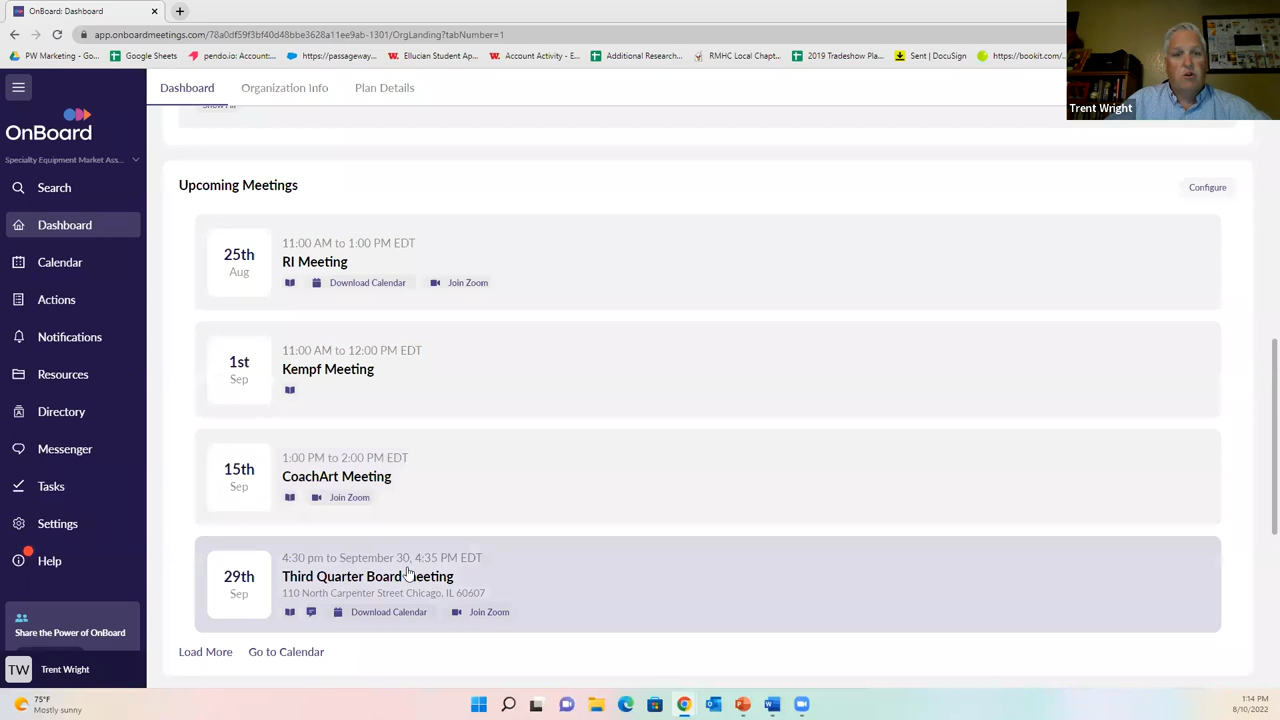 OnBoard: Dashboard
app.onboardmeetings.com/78a0df59f3bf40d48bbe3628a11ee9ab-1301/OrgLanding?tabNumber=1
PW Marketing - Go...
Google Sheets
pendo.io: Account...
https://passagew...
Ellucian App of...
Account: Ellucian -...
Additional Resear...
RMHC Local Chapt...
2019 Tradeshow Pla...
Sent | DocuSign
https://bookit.com/...
Trent Wright
OnBoard
Specialty Equipment Market Ass...
Search
Dashboard
Calendar
Actions
Notifications
Resources
Directory
Messenger
Tasks
Settings
Help
Share the Power of OnBoard
TW Trent Wright
Dashboard Organization Info Plan Details
Upcoming Meetings
Configure
25th
Aug
11:00 AM to 1:00 PM EDT
RI Meeting
Download Calendar Join Zoom
1st
Sep
11:00 AM to 12:00 PM EDT
Kempf Meeting
15th
Sep
1:00 PM to 2:00 PM EDT
CoachArt Meeting
Join Zoom
29th
Sep
4:30 pm to September 30, 4:35 PM EDT
Third Quarter Board Meeting
110 North Carpenter Street Chicago, IL 60607
Download Calendar Join Zoom
Load More Go to Calendar
75°F
Mostly sunny
1:14 PM
8/10/2022